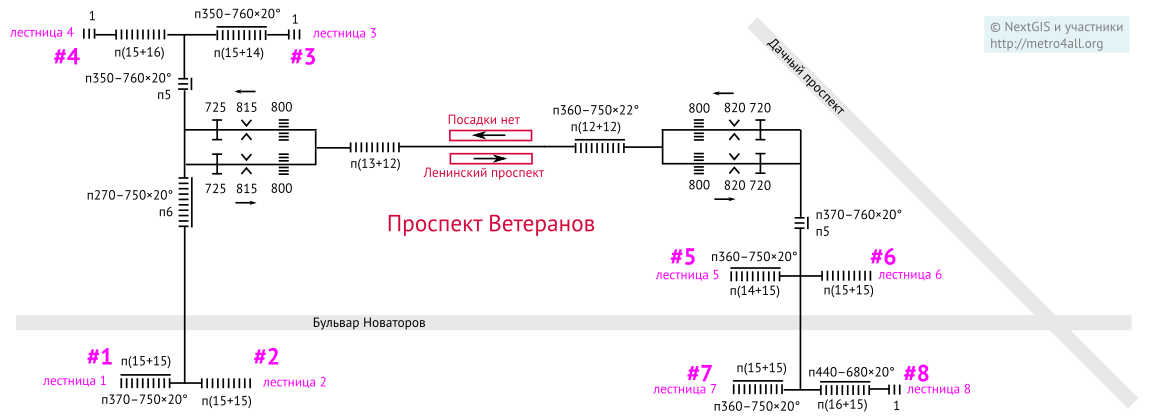 1
п350–760×20°
1
© NextGIS и участники
http://metro4all.org
лестница 4
лестница 3
#4
п(15+16)
п(15+14)
#3
Дачный проспект
п350–760×20°
п5
725
815
800
п360–750×22°
800
820
720
Посадки нет
п(12+12)
п(13+12)
Ленинский проспект
725
815
800
800
820
720
п270–750×20°
п6
Проспект Ветеранов
п370–760×20°
п5
#5
п360–750×20°
#6
лестница 5
лестница 6
п(14+15)
п(15+15)
Бульвар Новаторов
#1
п(15+15)
#2
лестница 1
лестница 2
п370–750×20°
п(15+15)
#7
п(15+15)
п440–680×20°
#8
лестница 7
лестница 8
п360–750×20°
п(16+15)
1